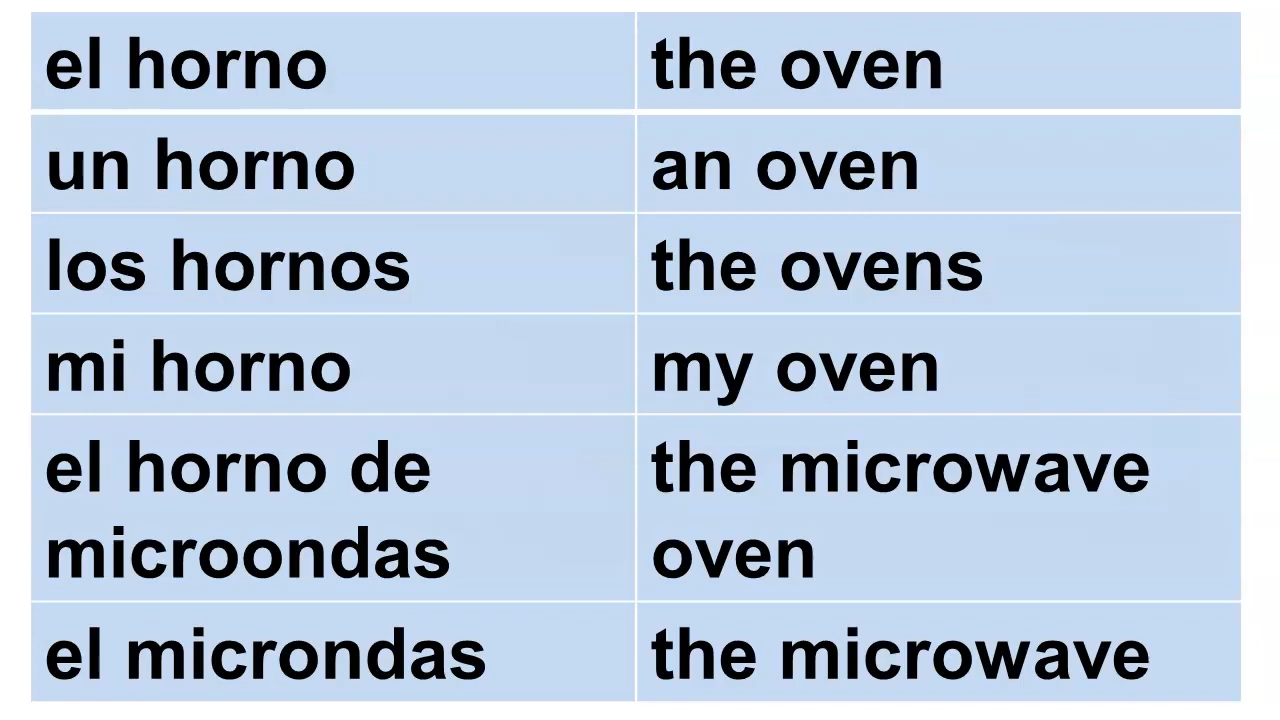 el horno
the oven
un horno
an oven
los hornos
the ovens
mi horno
my oven
el horno de
microondas
the microwave
oven
el microndas
the microwave